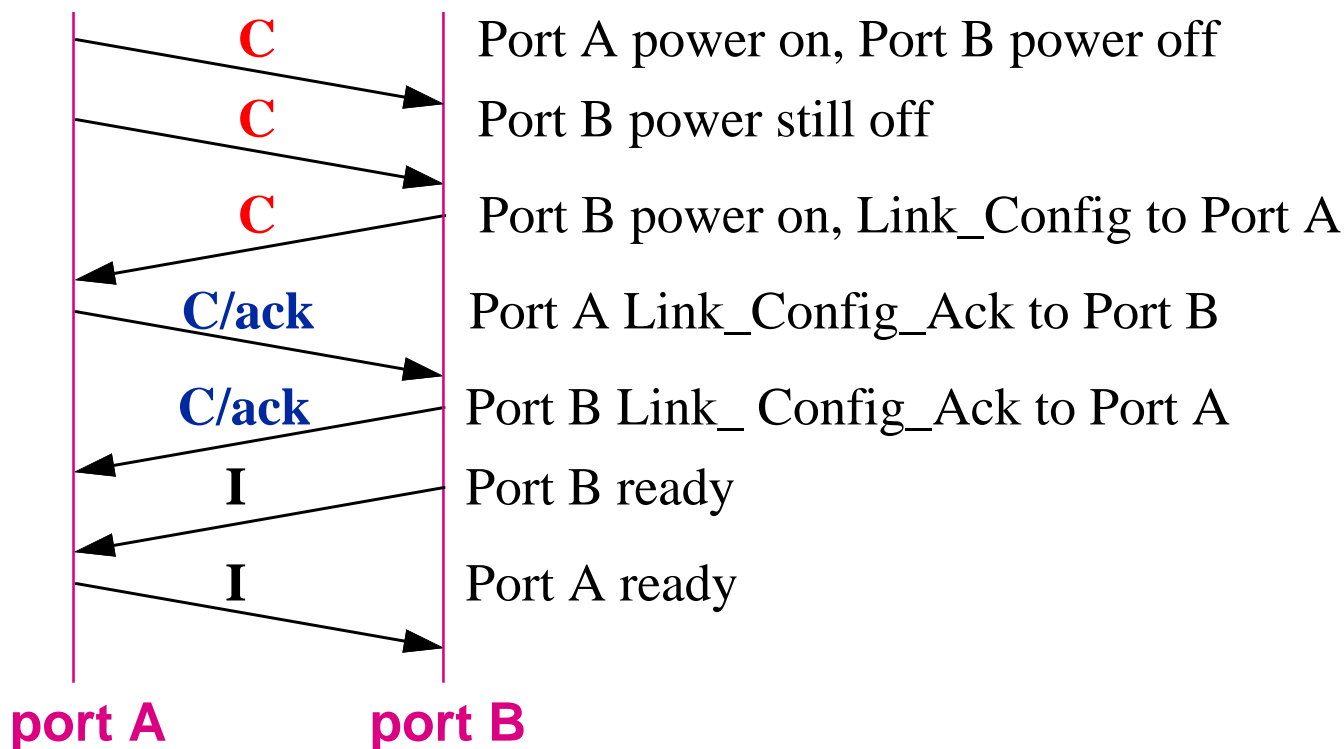 C Port A power on, Port B power off
C Port B power still off
C Port B power on, Link_Config to Port A
C/ack Port A Link_Config_Ack to Port B
C/ack Port B Link_ Config_Ack to Port A
I Port B ready
I Port A ready
port A port B